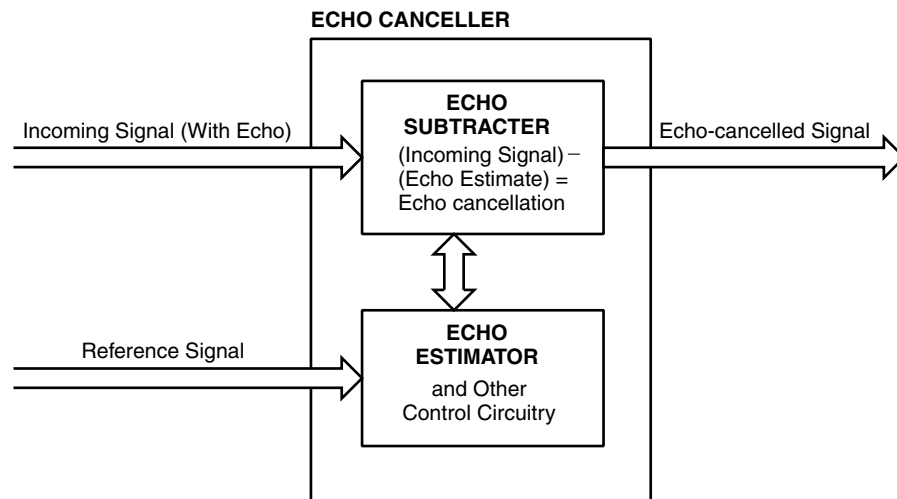 ECHO CANCELLER
ECHO
SUBTRACTER
(Incoming Signal) –
(Echo Estimate) =
Echo cancellation
Incoming Signal (With Echo)
Echo-cancelled Signal
ECHO
ESTIMATOR
and Other
Control Circuitry
Reference Signal